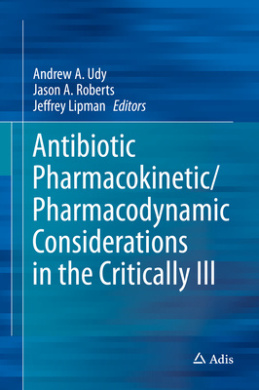 Andrew A. Udy
Jason A. Roberts
Jeffrey Lipman Editors
Antibiotic
Pharmacokinetic/
Pharmacodynamic
Considerations
in the Critically Ill
Adis